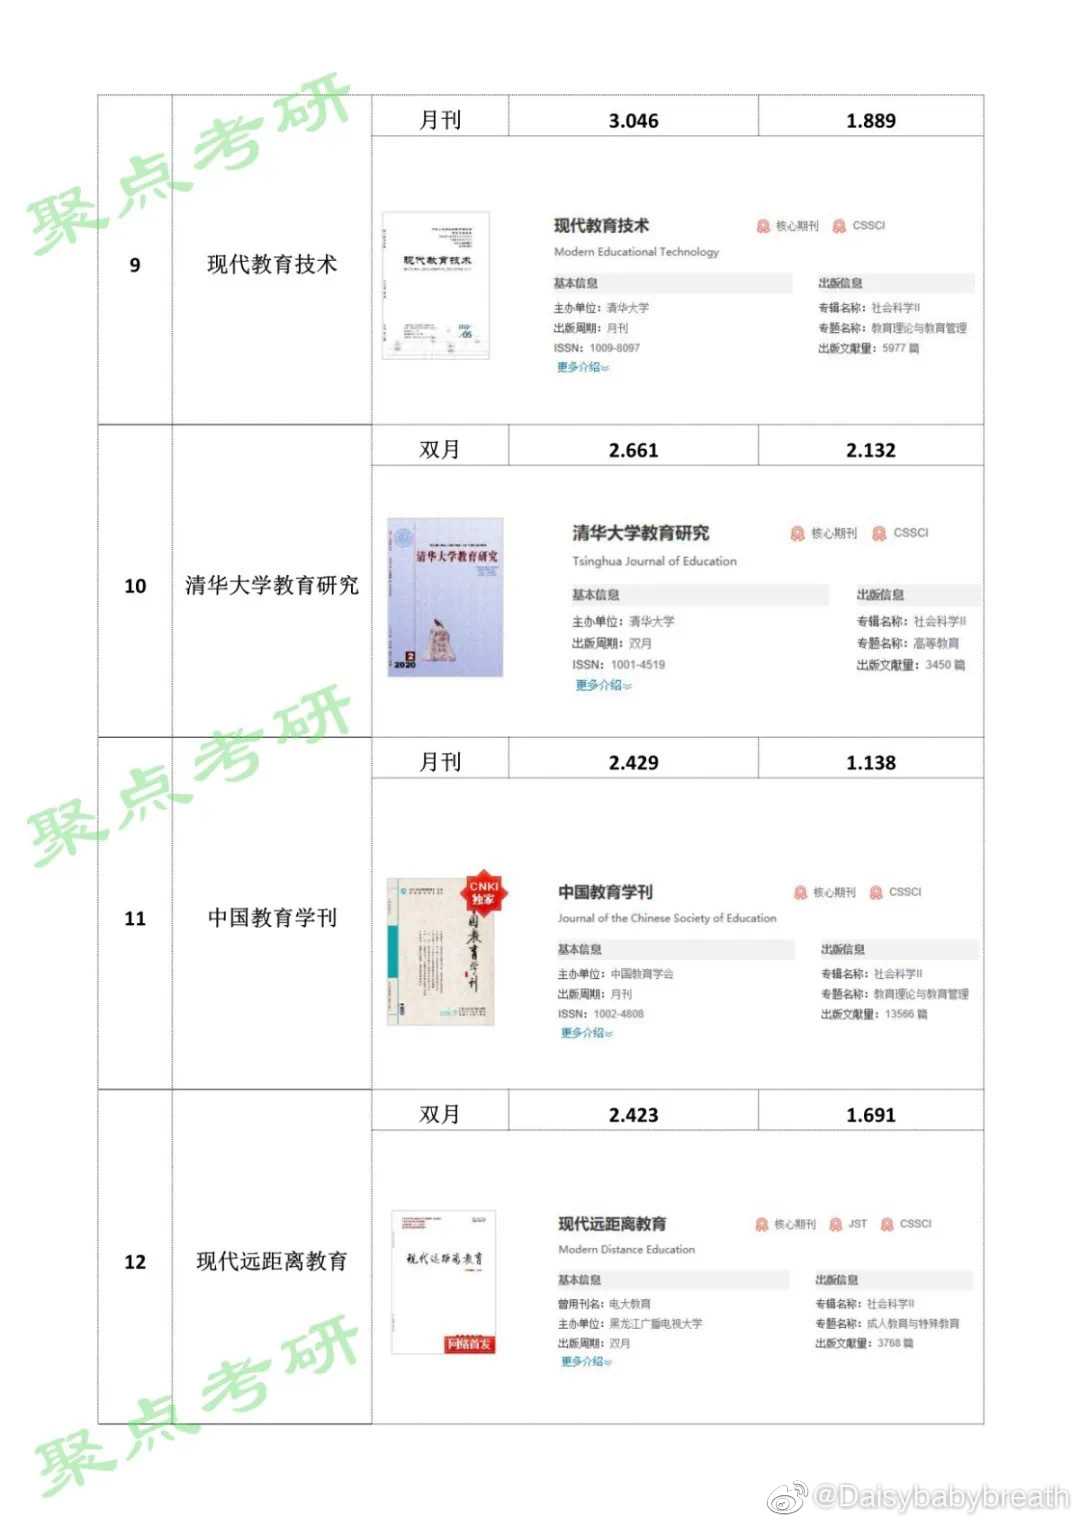 月刊 3.046 1.889
9 现代教育技术
现代教育技术
现代教育技术 核心期刊 CSSCI
Modern Educational Technology
基本信息 出版信息
主办单位：清华大学 专辑名称：社会科学II
出版周期：月刊 专题名称：教育理论与教育管理
ISSN：1009-8097 出版文献量：5977 篇
更多介绍
双月 2.661 2.132
10 清华大学教育研究
清华大学教育研究
2
2020
清华大学教育研究 核心期刊 CSSCI
Tsinghua Journal of Education
基本信息 出版信息
主办单位：清华大学 专辑名称：社会科学II
出版周期：双月 专题名称：高等教育
ISSN：1001-4519 出版文献量：3450 篇
更多介绍
月刊 2.429 1.138
11 中国教育学刊
CNKI
独家
国教育学刊
中国教育学刊 核心期刊 CSSCI
Journal of the Chinese Society of Education
基本信息 出版信息
主办单位：中国教育学会 专辑名称：社会科学II
出版周期：月刊 专题名称：教育理论与教育管理
ISSN：1002-4808 出版文献量：13566 篇
更多介绍
双月 2.423 1.691
12 现代远距离教育
现代远距离教育
网络首发
现代远距离教育 核心期刊 JST CSSCI
Modern Distance Education
基本信息 出版信息
曾用刊名：电大教育 专辑名称：社会科学II
主办单位：黑龙江广播电视大学 专题名称：成人教育与特殊教育
出版周期：双月 出版文献量：3768 篇
更多介绍
聚点考研
聚点考研
聚点考研
@Daisybabybreath